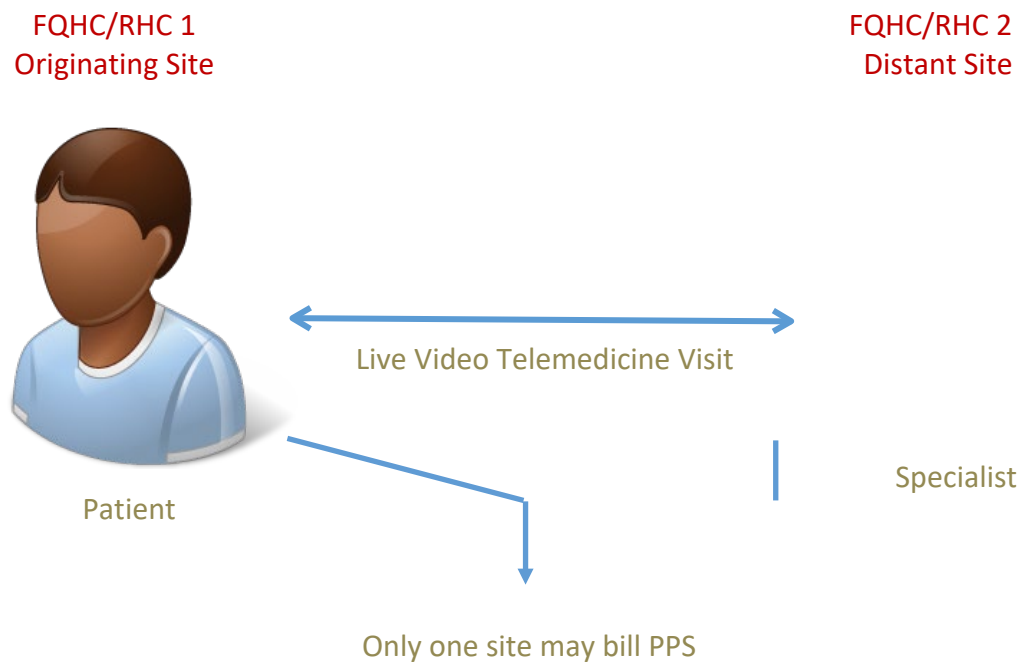 FQHC/RHC 1
Originating Site
FQHC/RHC 2
Distant Site
Live Video Telemedicine Visit
Specialist
Patient
Only one site may bill PPS